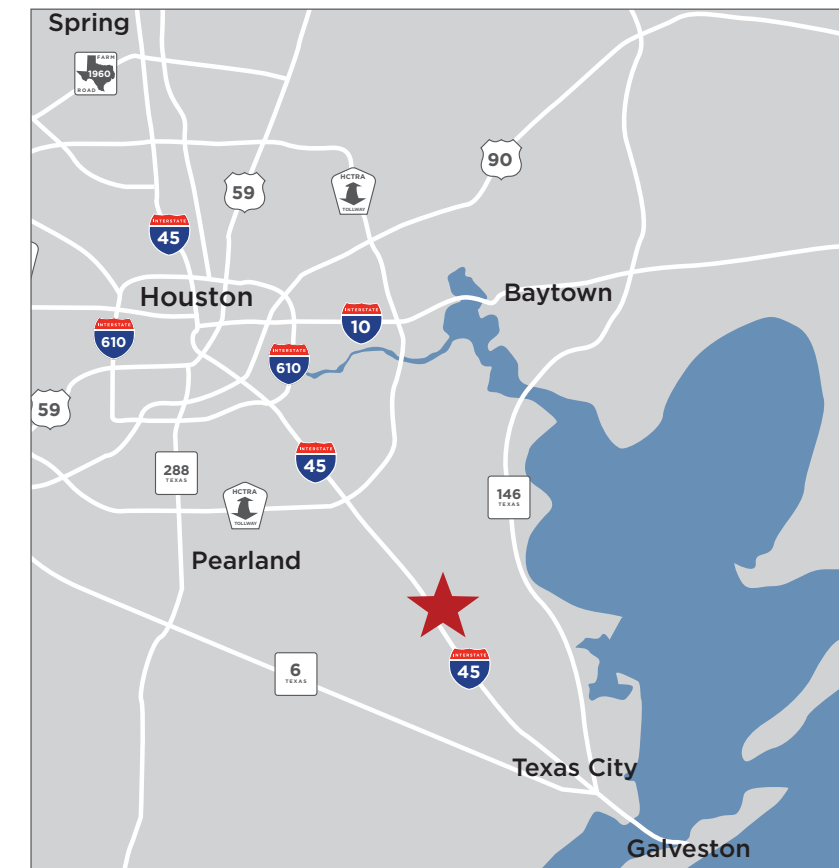 Spring
FARM
1960
ROAD
90
HCTRA
TOLLWAY
59
INTERSTATE
45
Baytown
Houston
INTERSTATE
10
INTERSTATE
610
INTERSTATE
610
59
INTERSTATE
45
288
TEXAS
HCTRA
TOLLWAY
146
TEXAS
Pearland
INTERSTATE
45
6
TEXAS
Texas City
Galveston